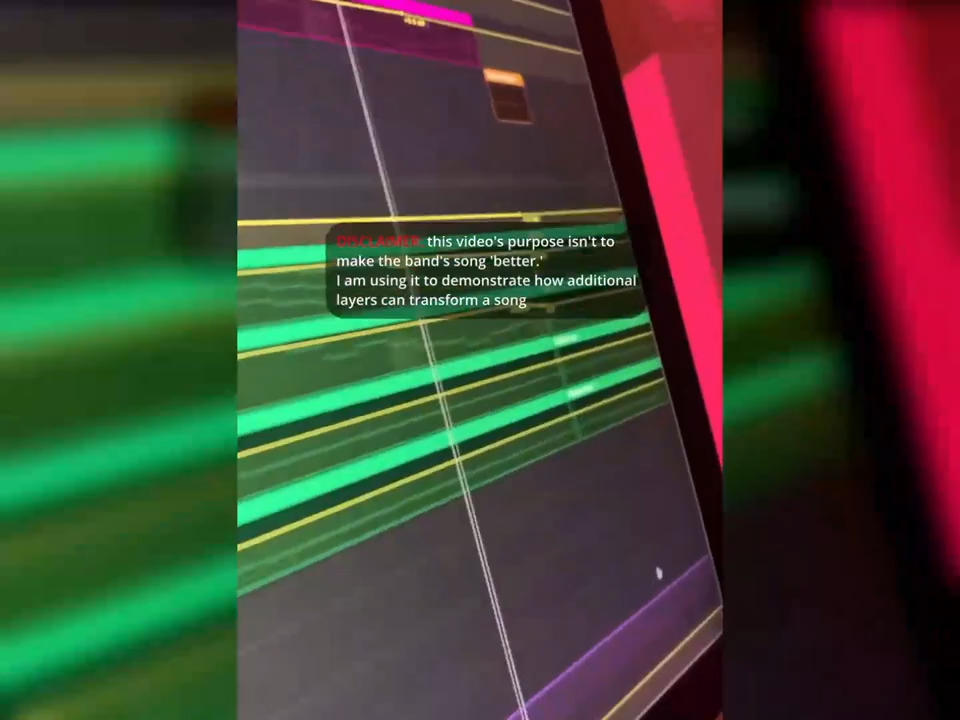 DISCLAIMER: this video's purpose isn't to
make the band's song 'better.'
I am using it to demonstrate how additional
layers can transform a song